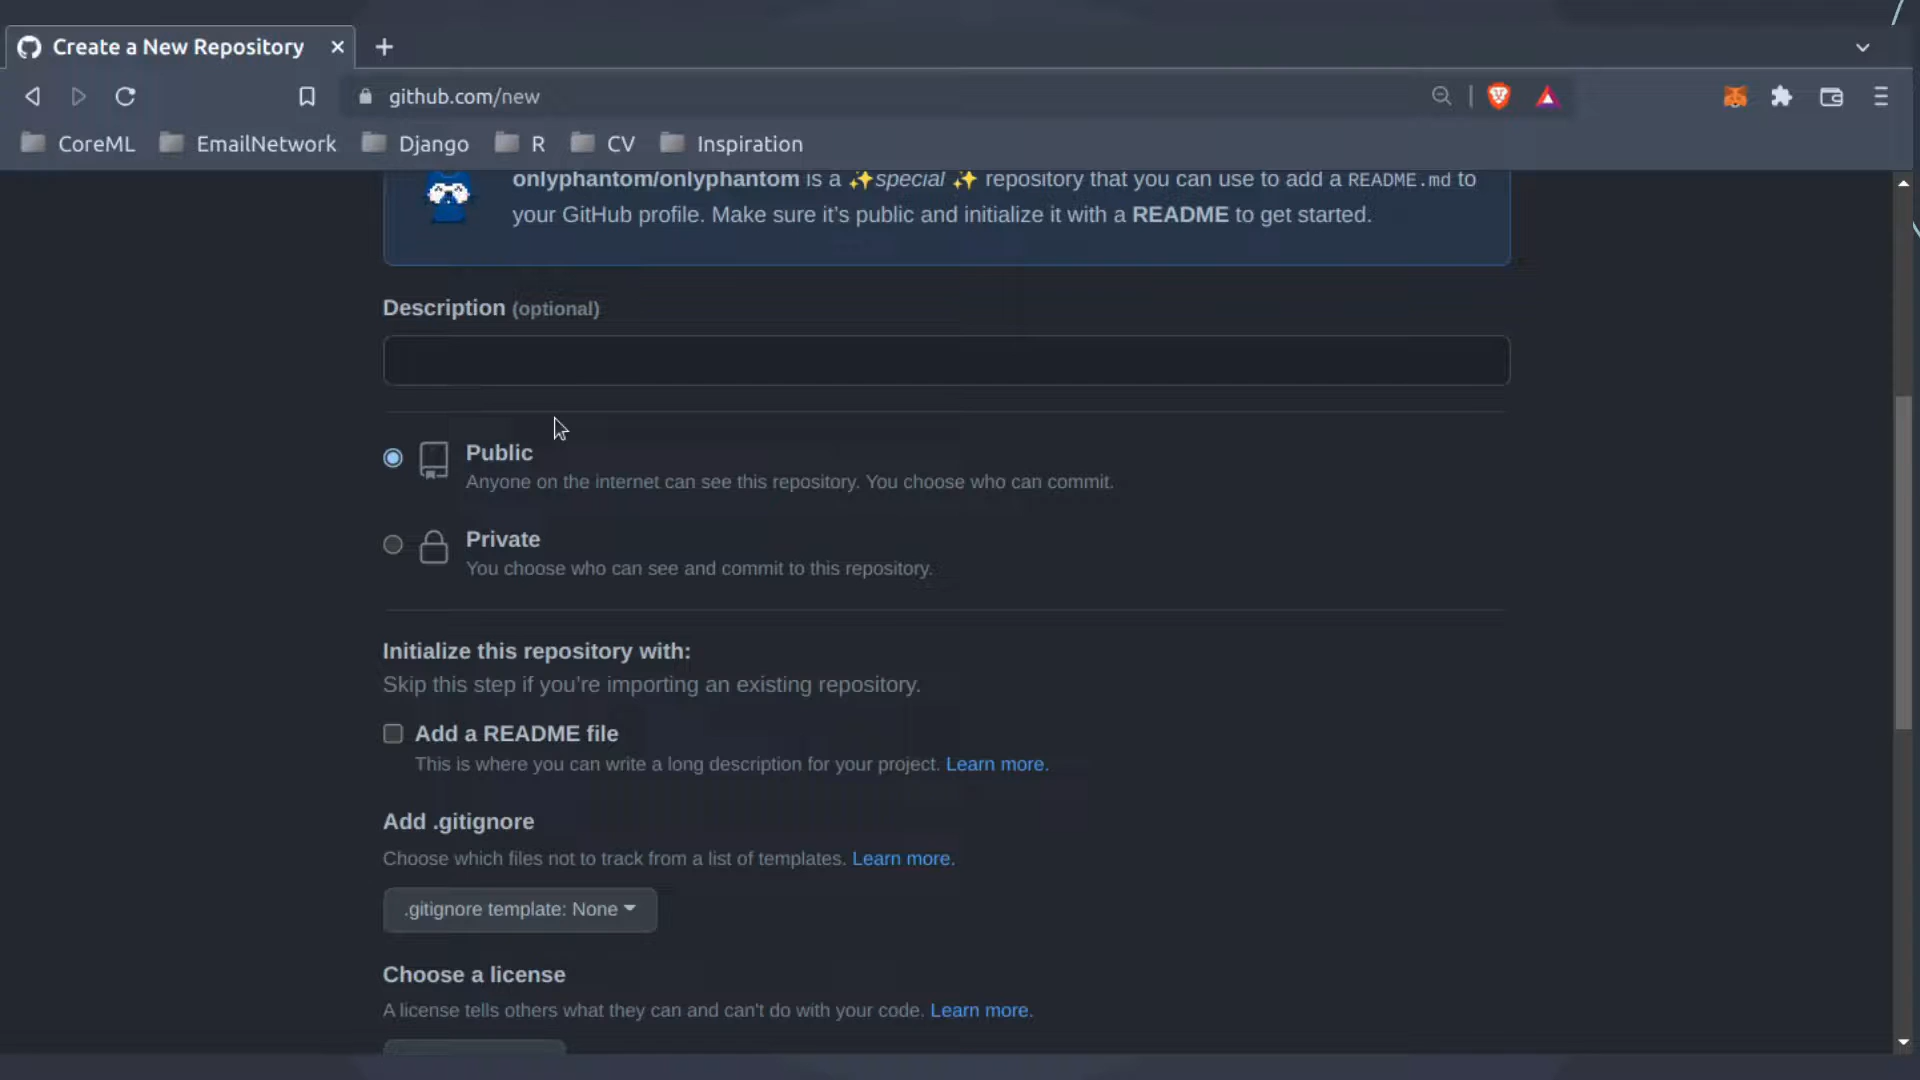 Create a New Repository
github.com/new
CoreML EmailNetwork Django R CV Inspiration
onlyphantom/onlyphantom is a ✨special ✨ repository that you can use to add a README.md to
your GitHub profile. Make sure it's public and initialize it with a README to get started.
Description (optional)
Public
Anyone on the internet can see this repository. You choose who can commit.
Private
You choose who can see and commit to this repository.
Initialize this repository with:
Skip this step if you're importing an existing repository.
Add a README file
This is where you can write a long description for your project. Learn more.
Add .gitignore
Choose which files not to track from a list of templates. Learn more.
.gitignore template: None
Choose a license
A license tells others what they can and can't do with your code. Learn more.